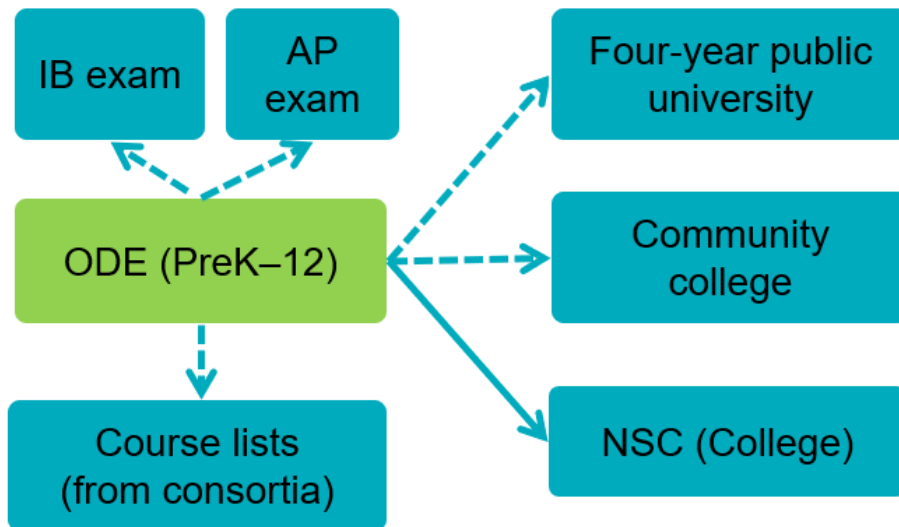 IB exam
AP
exam
Four-year public
university
ODE (PreK–12)
Community
college
Course lists
(from consortia)
NSC (College)